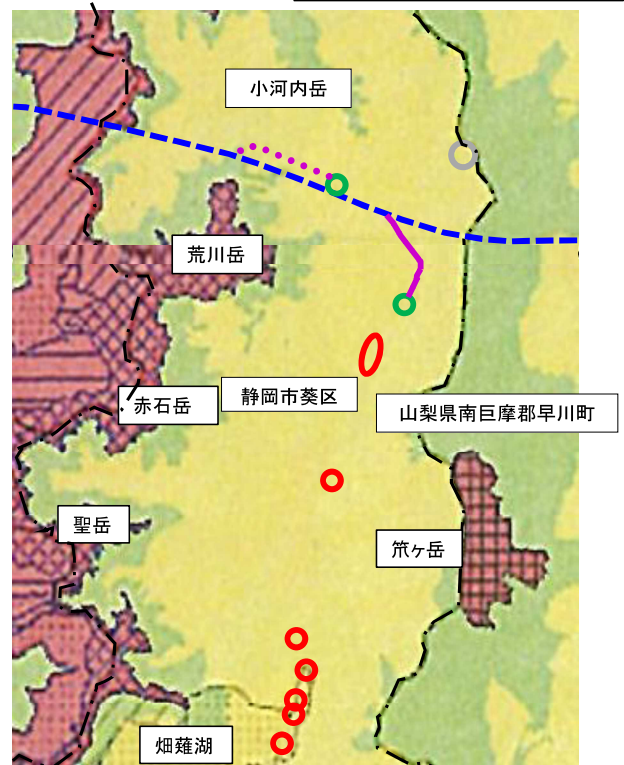 小河内岳
荒川岳
静岡市葵区
赤石岳
山梨県南巨摩郡早川町
聖岳
笊ヶ岳
畑薙湖